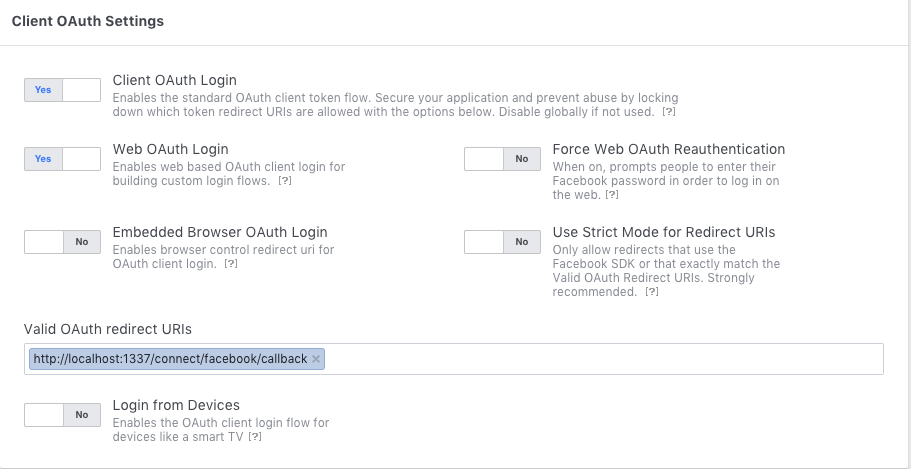 Client OAuth Settings
Yes
Client OAuth Login
Enables the standard OAuth client token flow. Secure your application and prevent abuse by locking
down which token redirect URIs are allowed with the options below. Disable globally if not used. [?]
Yes
Web OAuth Login
Enables web based OAuth client login for
building custom login flows. [?]
No
Force Web OAuth Reauthentication
When on, prompts people to enter their
Facebook password in order to log in on
the web. [?]
No
Embedded Browser OAuth Login
Enables browser control redirect uri for
OAuth client login. [?]
No
Use Strict Mode for Redirect URIs
Only allow redirects that use the
Facebook SDK or that exactly match the
Valid OAuth Redirect URIs. Strongly
recommended. [?]
Valid OAuth redirect URIs
http://localhost:1337/connect/facebook/callback ×
No
Login from Devices
Enables the OAuth client login flow for
devices like a smart TV [?]